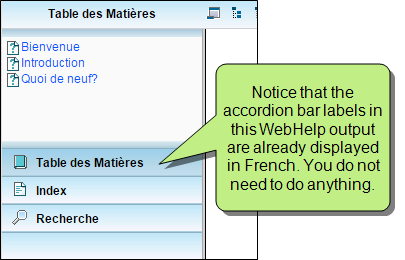 Table des Matières
Bienvenue
Introduction
Quoi de neuf?
Table des Matières
Index
Recherche
Notice that the
accordion bar labels in
this WebHelp output
are already displayed
in French. You do not
need to do anything.